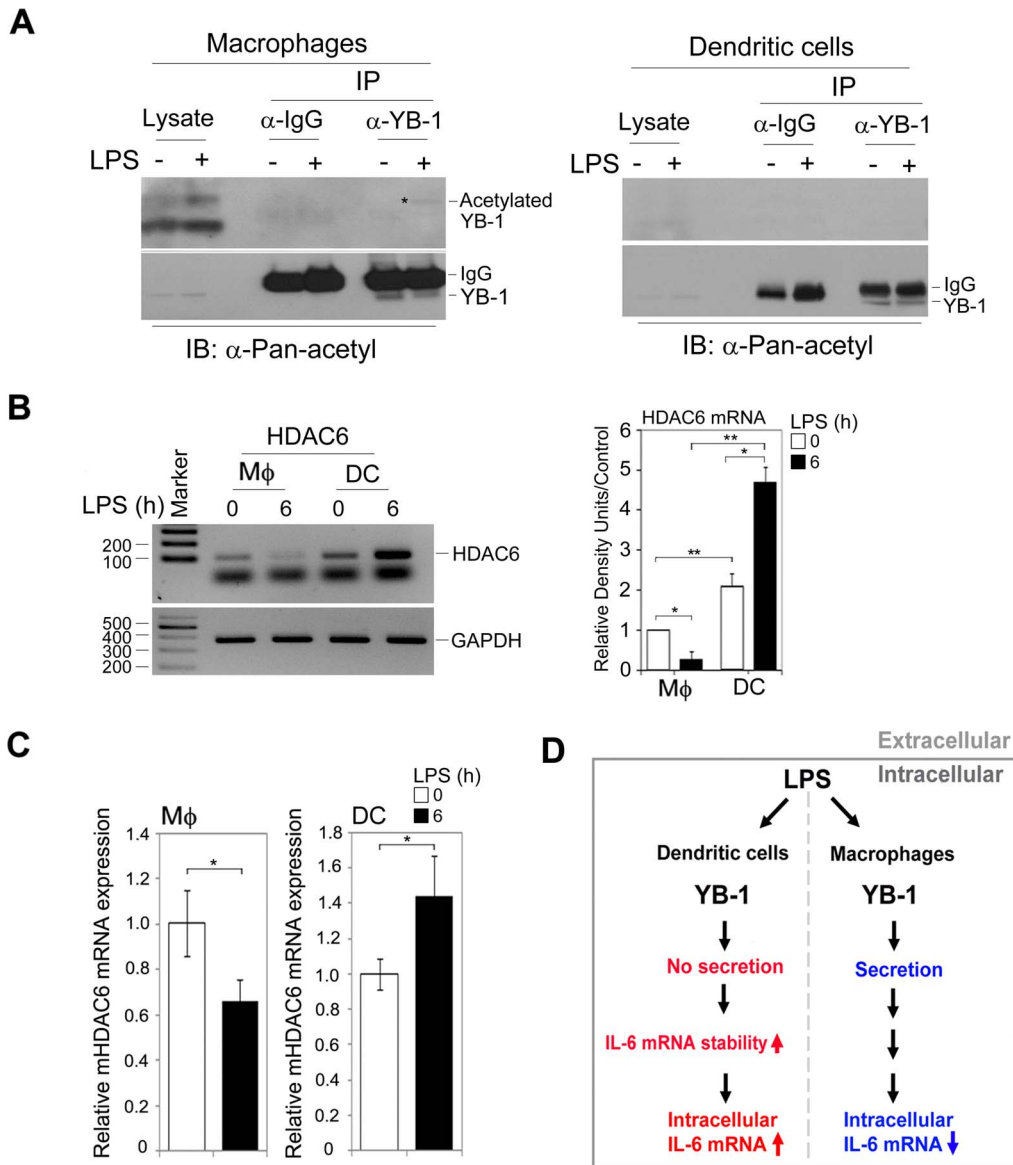 A
Macrophages
IP
Lysate α-IgG α-YB-1
LPS - + - + - +
*
Acetylated
YB-1
IgG
YB-1
IB: α-Pan-acetyl
Dendritic cells
IP
Lysate α-IgG α-YB-1
LPS - + - + - +
IgG
YB-1
IB: α-Pan-acetyl
B
HDAC6
Marker Mϕ DC
LPS (h) 0 6 0 6
200
100
HDAC6
500
400
300
200
GAPDH
HDAC6 mRNA
LPS (h)
0
6
Relative Density Units/Control
6
5
4
3
2
1
0
**
*
**
*
Mϕ DC
C
LPS (h)
0
6
Mϕ
Relative mHDAC6 mRNA expression
1.4
1.2
1.0
0.8
0.6
0.4
0.2
0
*
DC
Relative mHDAC6 mRNA expression
1.8
1.6
1.4
1.2
1.0
0.8
0.6
1.4
1.2
0
*
D
Extracellular
Intracellular
LPS
Dendritic cells Macrophages
YB-1 YB-1
No secretion Secretion
IL-6 mRNA stability
Intracellular Intracellular
IL-6 mRNA IL-6 mRNA